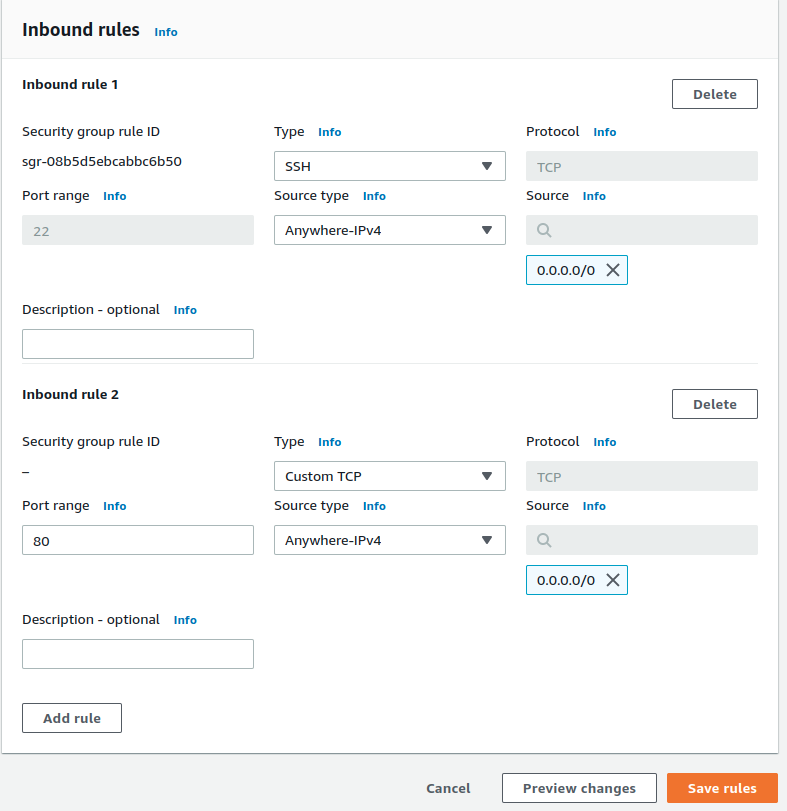 Inbound rules Info
Inbound rule 1
Delete
Security group rule ID
Type Info
Protocol Info
sgr-08b5d5ebcabbc6b50
SSH
TCP
Port range Info
Source type Info
Source Info
22
Anywhere-IPv4
0.0.0.0/0
Description - optional Info
Inbound rule 2
Delete
Security group rule ID
Type Info
Protocol Info
–
Custom TCP
TCP
Port range Info
Source type Info
Source Info
80
Anywhere-IPv4
0.0.0.0/0
Description - optional Info
Add rule
Cancel
Preview changes
Save rules